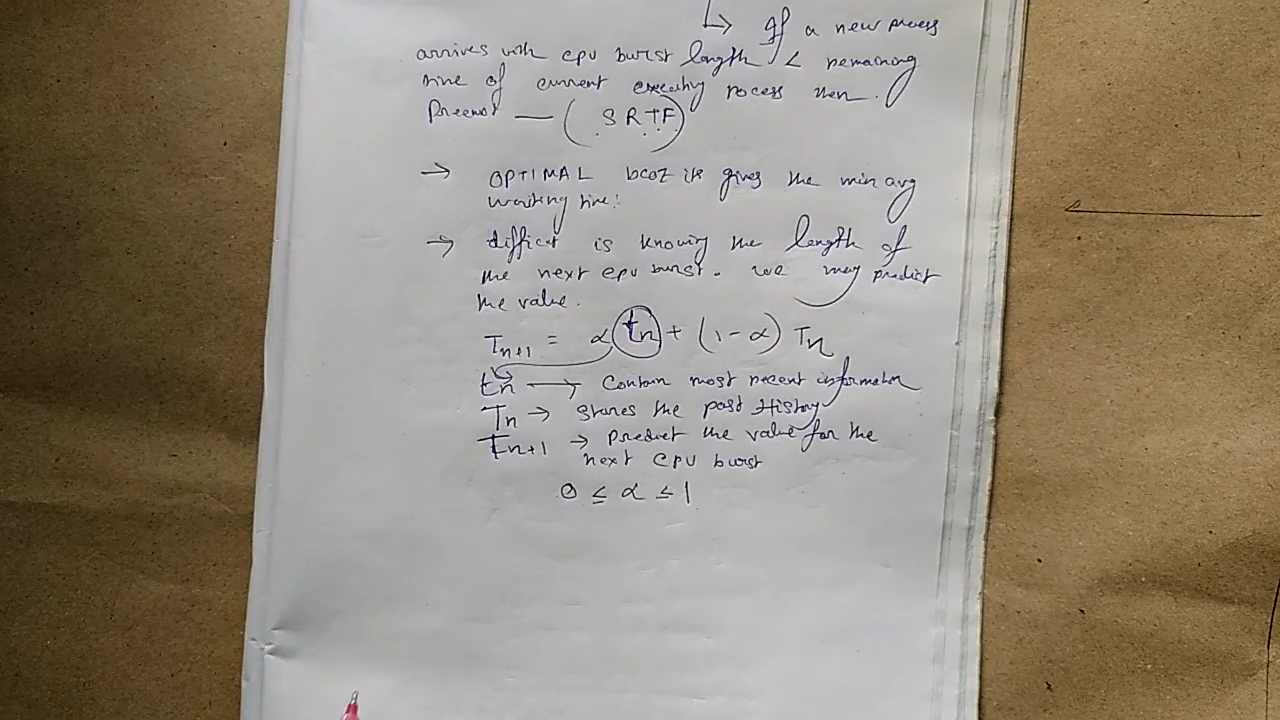 ↳ If a new process
arrives with cpu burst length < remaining
time of current executing process then.
Preempt — (SRTF)
→ OPTIMAL bcoz it gives the min avg
waiting time.
→ difficult is knowing the length of
the next cpu burst. we may predict
the value.
Tn+1 = α tn + (1-α) Tn
tn → Contain most recent information
Tn → Stores the past History
Tn+1 → Predict the value for the
next CPU burst
0 ≤ α ≤ 1